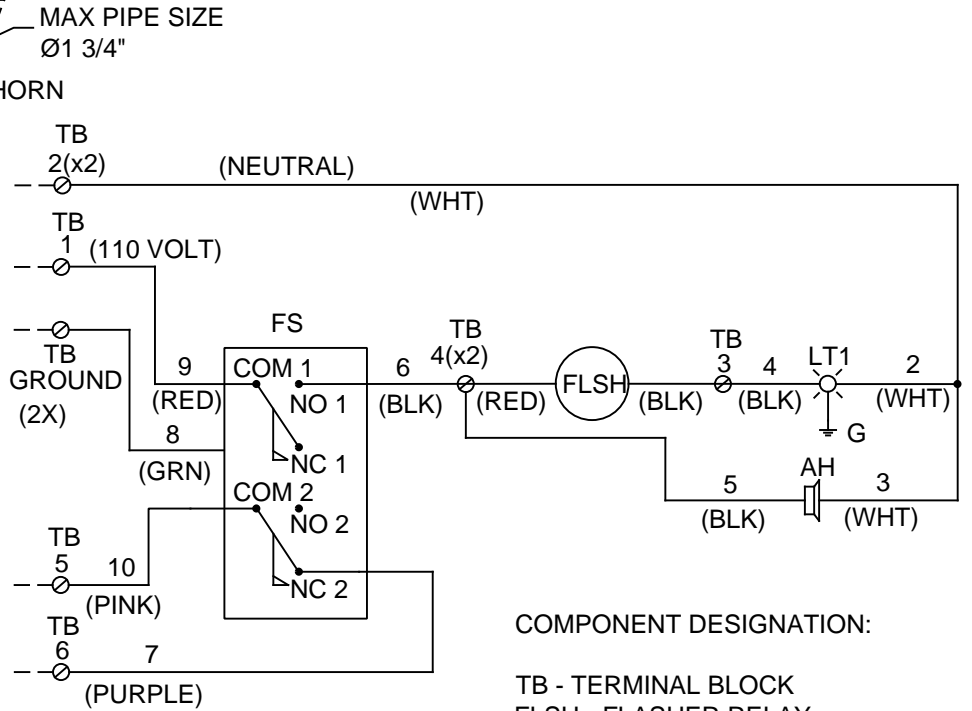 MAX PIPE SIZE
Ø1 3/4"
HORN
TB
2(x2)
(NEUTRAL)
(WHT)
TB
1
(110 VOLT)
TB
GROUND
(2X)
9
(RED)
8
(GRN)
FS
COM 1
NO 1
NC 1
COM 2
NO 2
NC 2
6
(BLK)
TB
4(x2)
(RED)
FLSH
(BLK)
TB
3
4
(BLK)
LT1
G
2
(WHT)
5
(BLK)
AH
3
(WHT)
TB
5
10
(PINK)
TB
6
7
(PURPLE)
COMPONENT DESIGNATION:
TB - TERMINAL BLOCK
FLSH - FLASHER RELAY